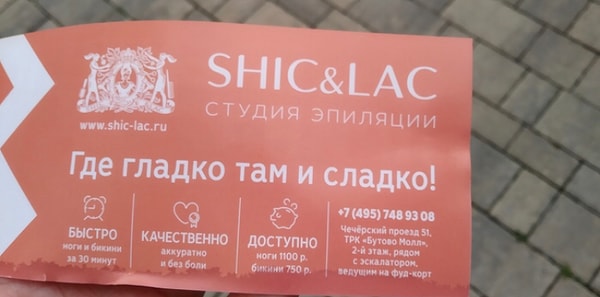 SHIC&LAC
СТУДИЯ ЭПИЛЯЦИИ
www.shic-lac.ru
Где гладко там и сладко!
БЫСТРО
ноги и бикини
за 30 минут
КАЧЕСТВЕННО
аккуратно
и без боли
ДОСТУПНО
ноги 1100 р.
бикини 750 р.
+7 (495) 748 93 08
Чечёрский проезд 51,
ТРК «Бутово Молл»,
2-й этаж, рядом
с эскалатором,
ведущим на фуд-корт